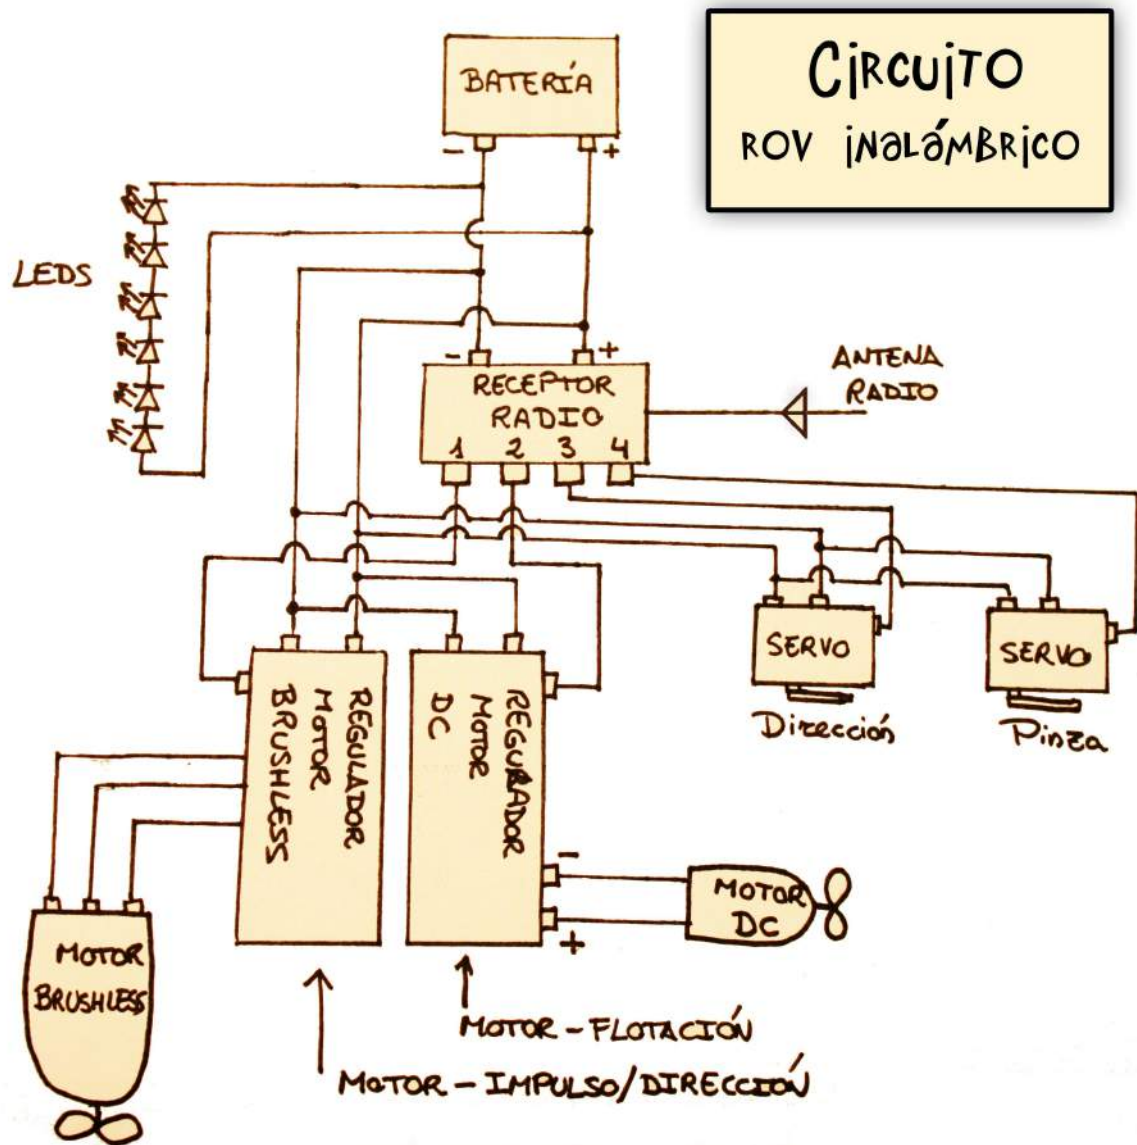 CIRCUITO
ROV INALÁMBRICO
BATERÍA
- +
LEDS
- +
RECEPTOR
RADIO
1 2 3 4
ANTENA
RADIO
SERVO
Dirección
SERVO
Pinza
REGULADOR
MOTOR
BRUSHLESS
REGURADOR
MOTOR
DC
-
+
MOTOR
DC
MOTOR
BRUSHLESS
MOTOR - FLOTACIÓN
MOTOR - IMPULSO/DIRECCIÓN